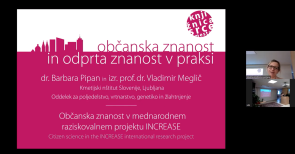 knjižnice
občanska znanost
in odprta znanost v praksi
dr. Barbara Pipan in izr. prof. dr. Vladimir Meglič
Kmetijski inštitut Slovenije, Ljubljana
Oddelek za poljedelstvo, vrtnarstvo, genetiko in žlahtnjenje
Občanska znanost v mednarodnem
raziskovalnem projektu INCREASE
Citizen science in the INCREASE international research project